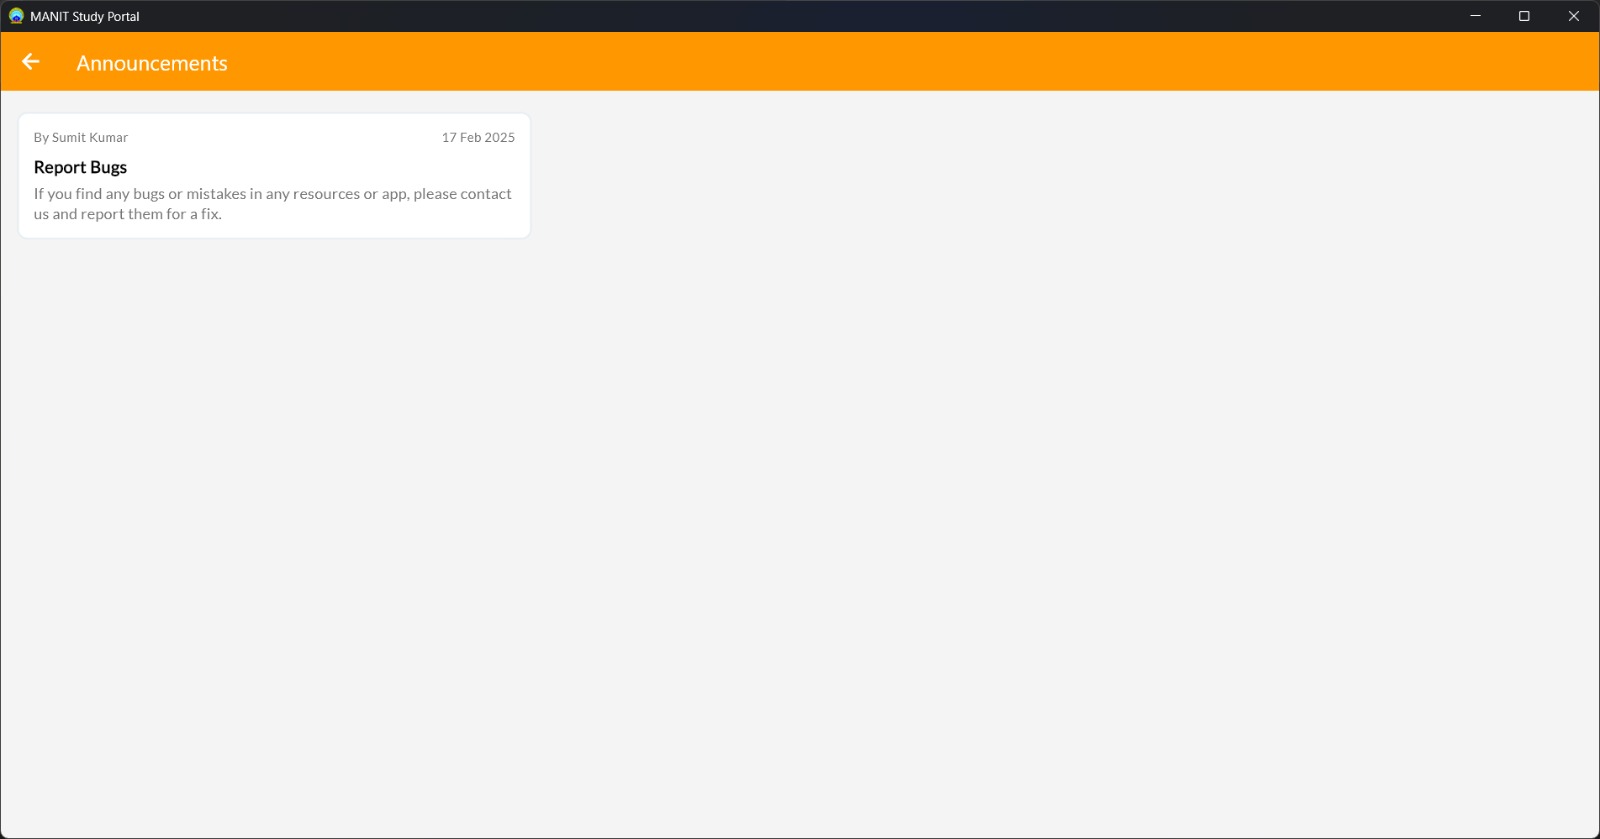 MANIT Study Portal
Announcements
By Sumit Kumar 17 Feb 2025
Report Bugs
If you find any bugs or mistakes in any resources or app, please contact
us and report them for a fix.